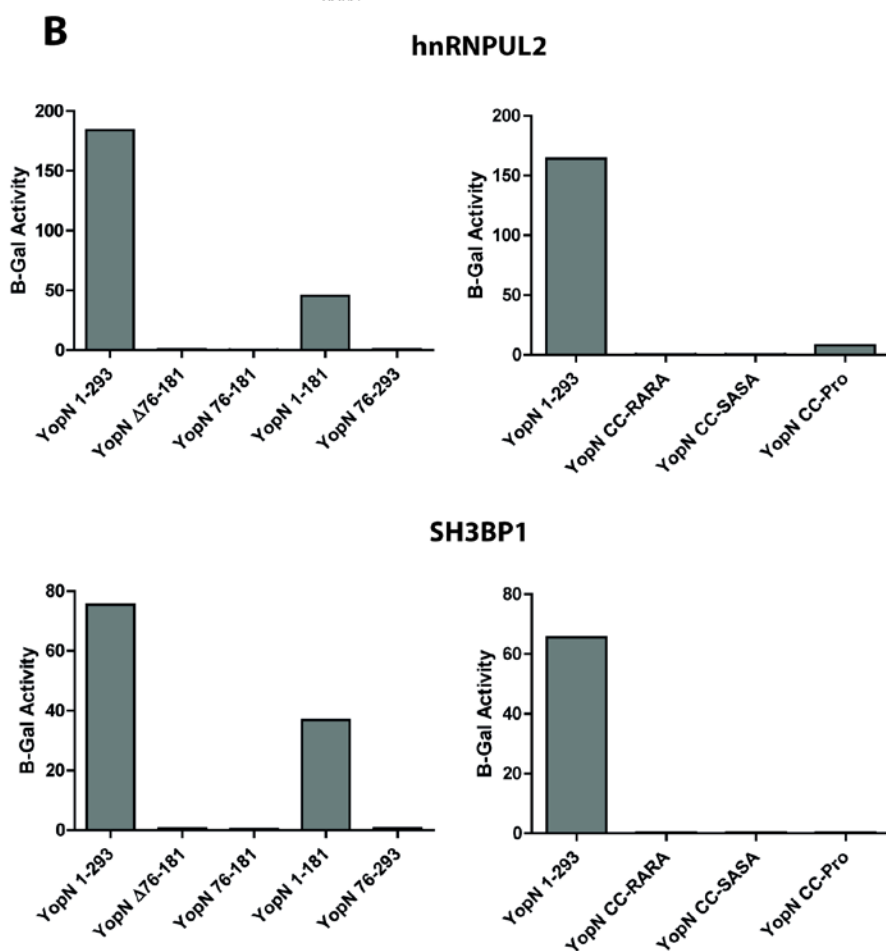 B
hnRNPUL2
200
150
100
50
0
B-Gal Activity
YopN 1-293
YopN Δ76-181
YopN 76-181
YopN 1-181
YopN 76-293
200
150
100
50
0
B-Gal Activity
YopN 1-293
YopN CC-RARA
YopN CC-SASA
YopN CC-Pro
SH3BP1
80
60
40
20
0
B-Gal Activity
YopN 1-293
YopN Δ76-181
YopN 76-181
YopN 1-181
YopN 76-293
80
60
40
20
0
B-Gal Activity
YopN 1-293
YopN CC-RARA
YopN CC-SASA
YopN CC-Pro